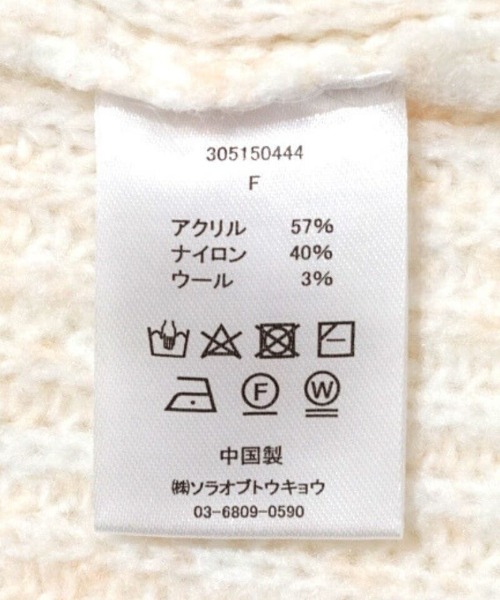 305150444
F
アクリル 57%
ナイロン 40%
ウール 3%
F W
中国製
㈱ソラオブトウキョウ
03-6809-0590